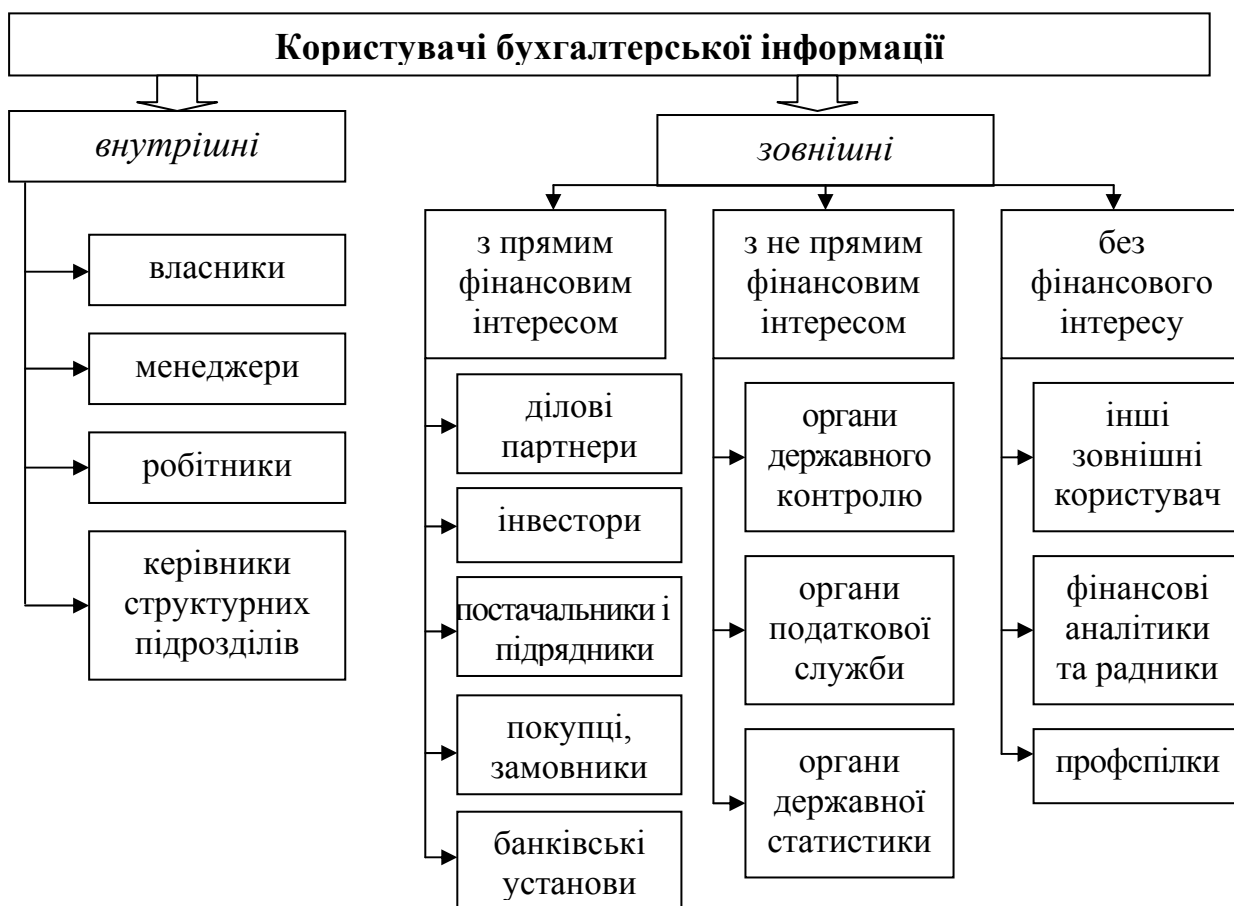 Користувачі бухгалтерської інформації
внутрішні
власники
менеджери
робітники
керівники
структурних
підрозділів
зовнішні
з прямим
фінансовим
інтересом
ділові
партнери
інвестори
постачальники і
підрядники
покупці,
замовники
банківські
установи
з не прямим
фінансовим
інтересом
органи
державного
контролю
органи
податкової
служби
органи
державної
статистики
без
фінансового
інтересу
інші
зовнішні
користувач
фінансові
аналітики
та радники
профспілки